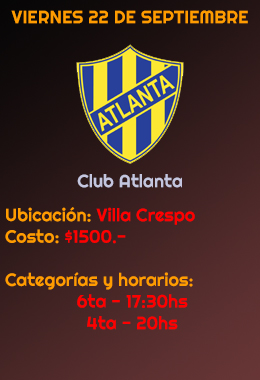 VIERNES 22 DE SEPTIEMBRE
ATLANTA
Club Atlanta
Ubicación: Villa Crespo
Costo: $1500.-
Categorías y horarios:
6ta - 17:30hs
4ta - 20hs